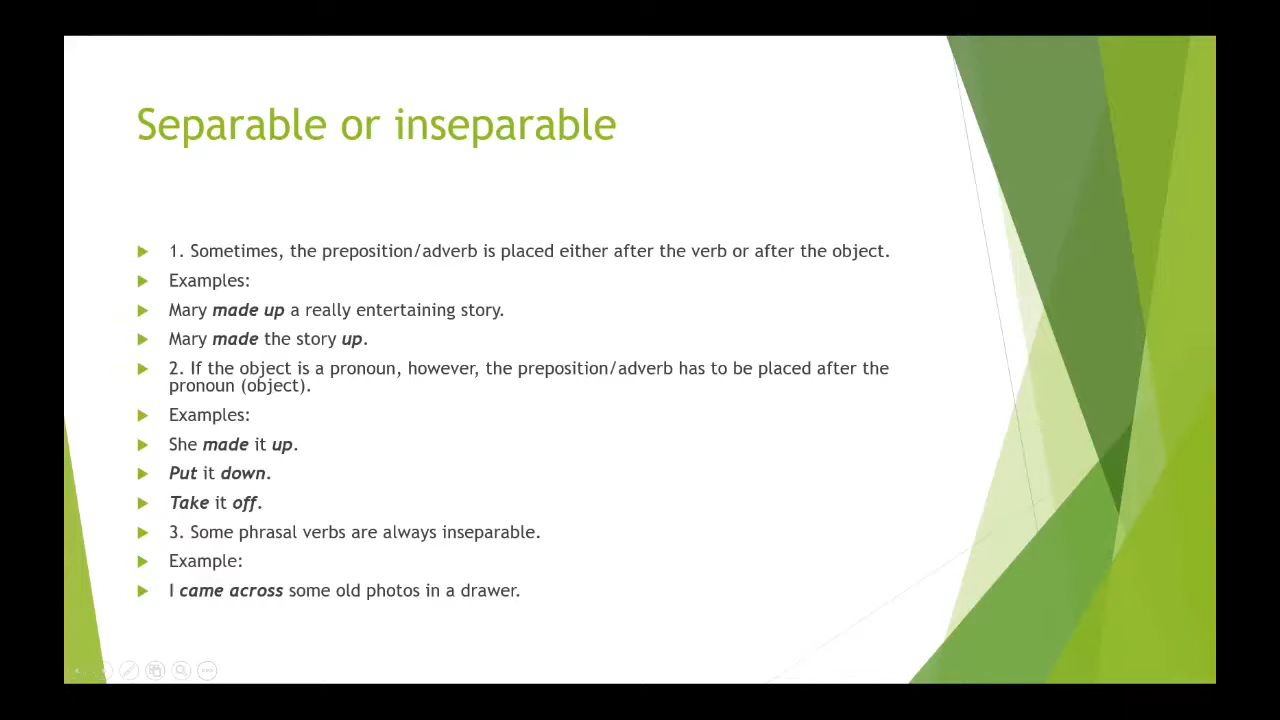 Separable or inseparable
1. Sometimes, the preposition/adverb is placed either after the verb or after the object.
Examples:
Mary made up a really entertaining story.
Mary made the story up.
2. If the object is a pronoun, however, the preposition/adverb has to be placed after the
pronoun (object).
Examples:
She made it up.
Put it down.
Take it off.
3. Some phrasal verbs are always inseparable.
Example:
I came across some old photos in a drawer.